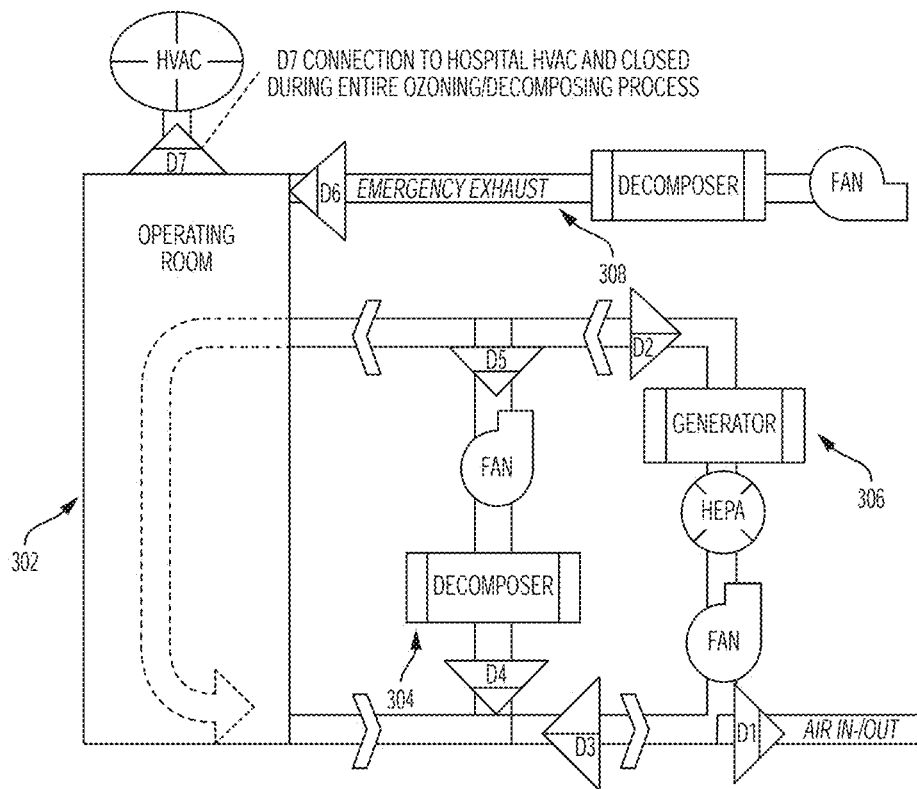 HVAC
D7 CONNECTION TO HOSPITAL HVAC AND CLOSED
DURING ENTIRE OZONING/DECOMPOSING PROCESS
D7
D6
EMERGENCY EXHAUST
DECOMPOSER
FAN
308
OPERATING
ROOM
D2
D5
GENERATOR
306
FAN
HEPA
302
DECOMPOSER
304
FAN
D4
D3
D1
AIR IN-/OUT